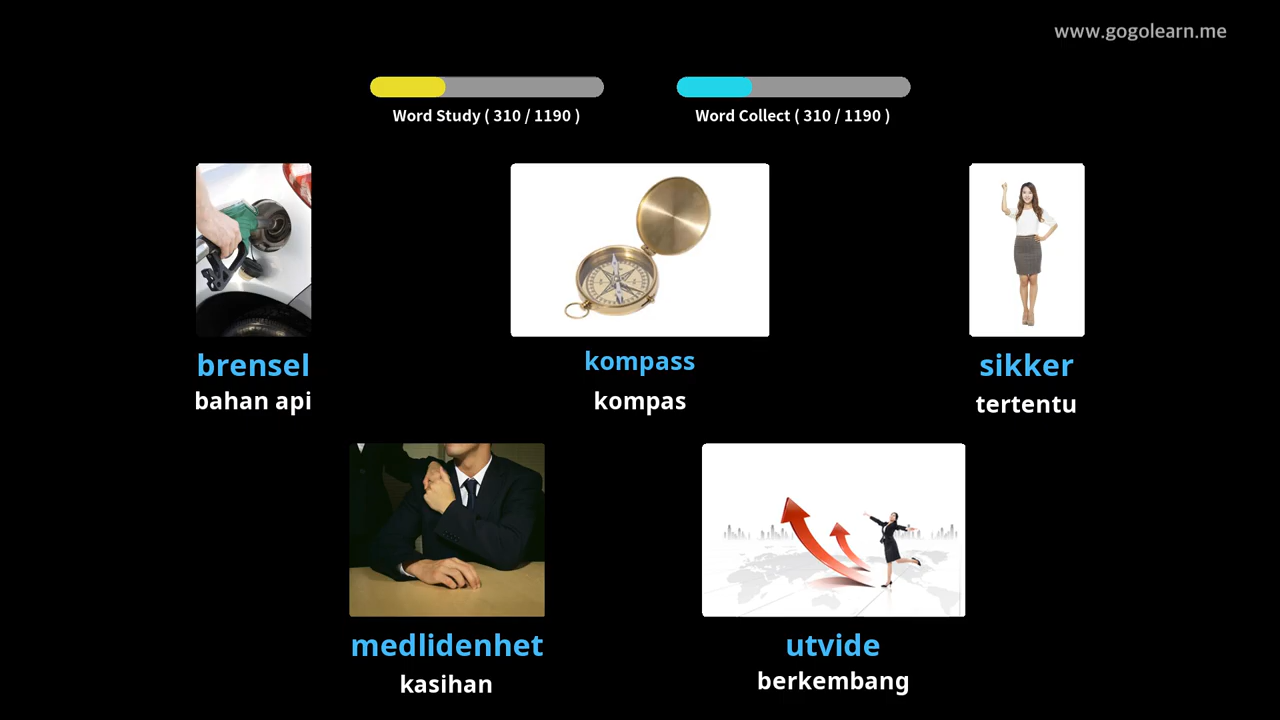 www.gogolearn.me
Word Study ( 310 / 1190 )
Word Collect ( 310 / 1190 )
brensel
bahan api
kompass
kompas
sikker
tertentu
medlidenhet
kasihan
utvide
berkembang